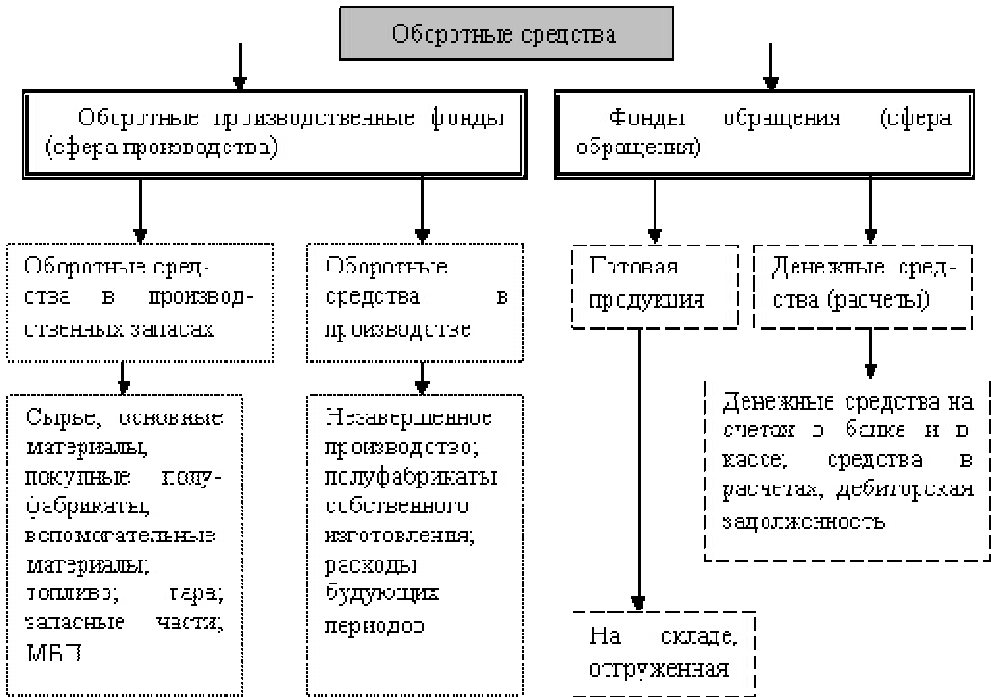 Оборотные средства
Оборотные производственные фонды
(сфера производства)
Фонды обращения (сфера
обращения)
Оборотные сред-
ства в производ-
ственных запасах
Оборотные
средства в
производстве
Готовая
продукция
Денежные сред-
ства (расчеты)
Сырье, основные
материалы,
покупные полу-
фабрикаты;
вспомогательные
материалы;
топливо; тара;
запасные части;
МБП
Незавершенное
производство;
полуфабрикаты
собственного
изготовления;
расходы
будущих
периодов
Денежные средства на
счетах в банке и в
кассе; средства в
расчетах, дебиторская
задолженность
На складе,
отгруженная